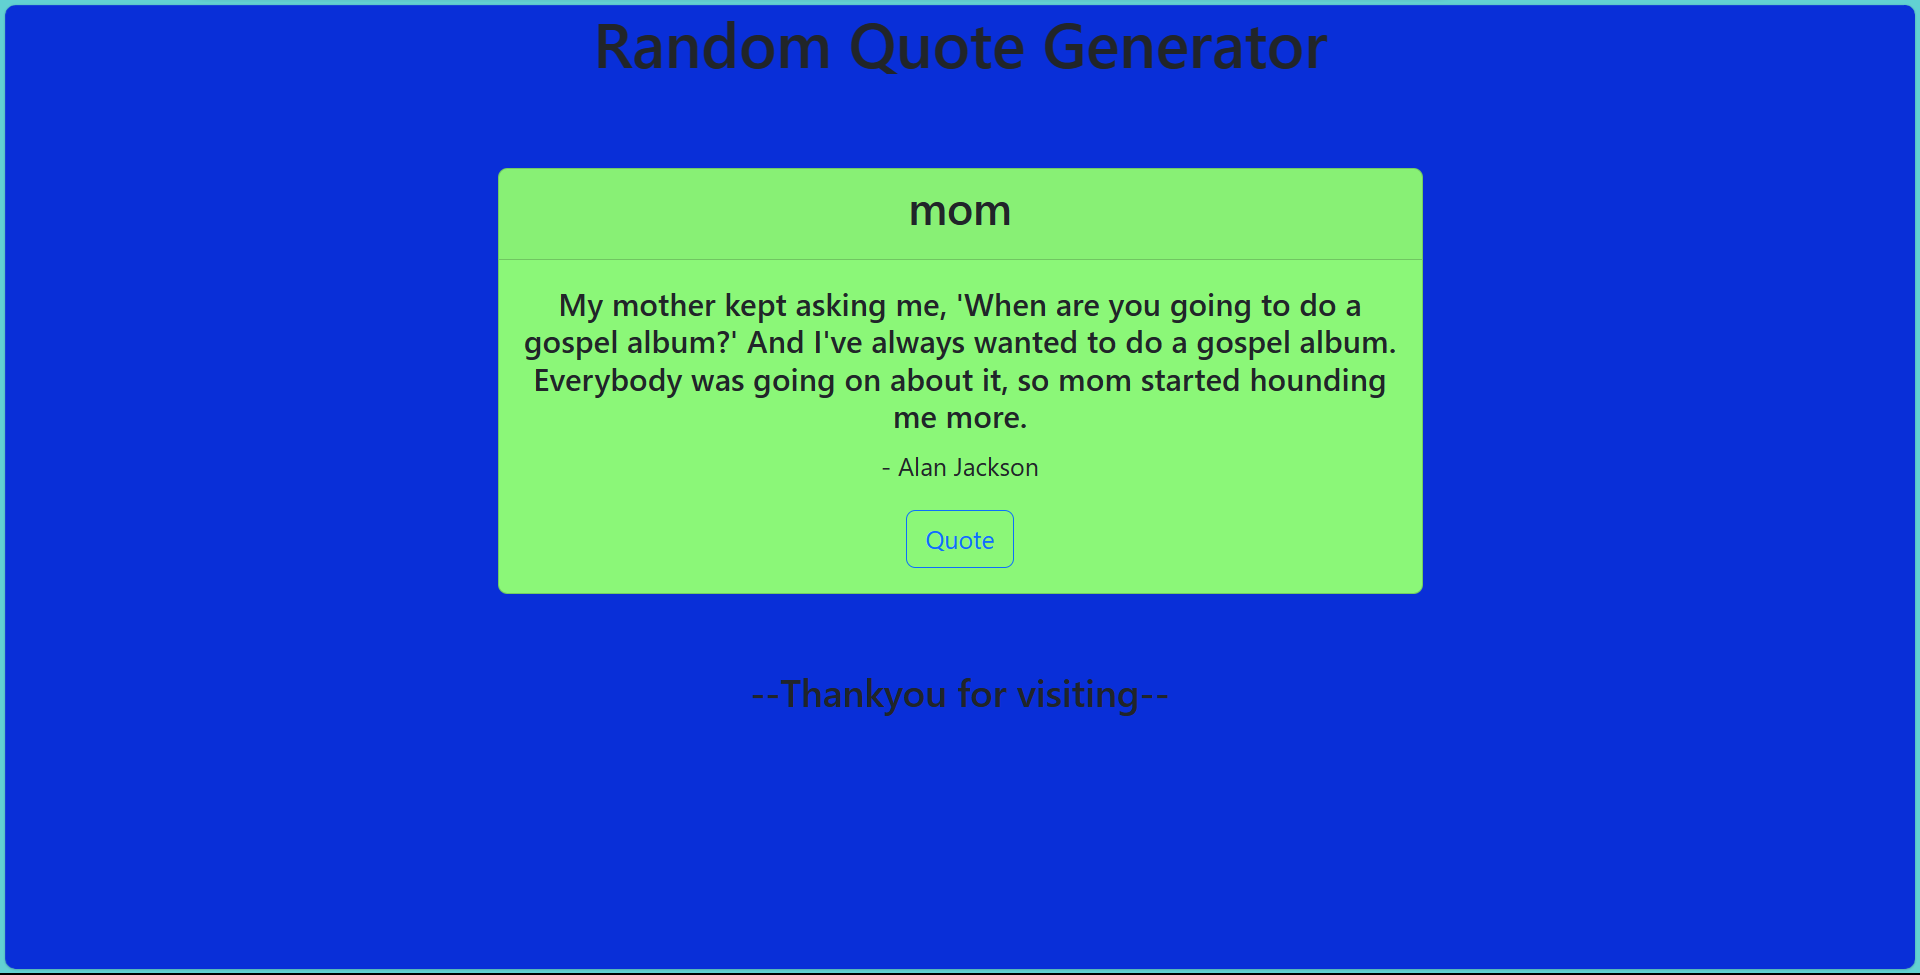 Random Quote Generator
mom
My mother kept asking me, 'When are you going to do a
gospel album?' And I've always wanted to do a gospel album.
Everybody was going on about it, so mom started hounding
me more.
- Alan Jackson
Quote
--Thankyou for visiting--